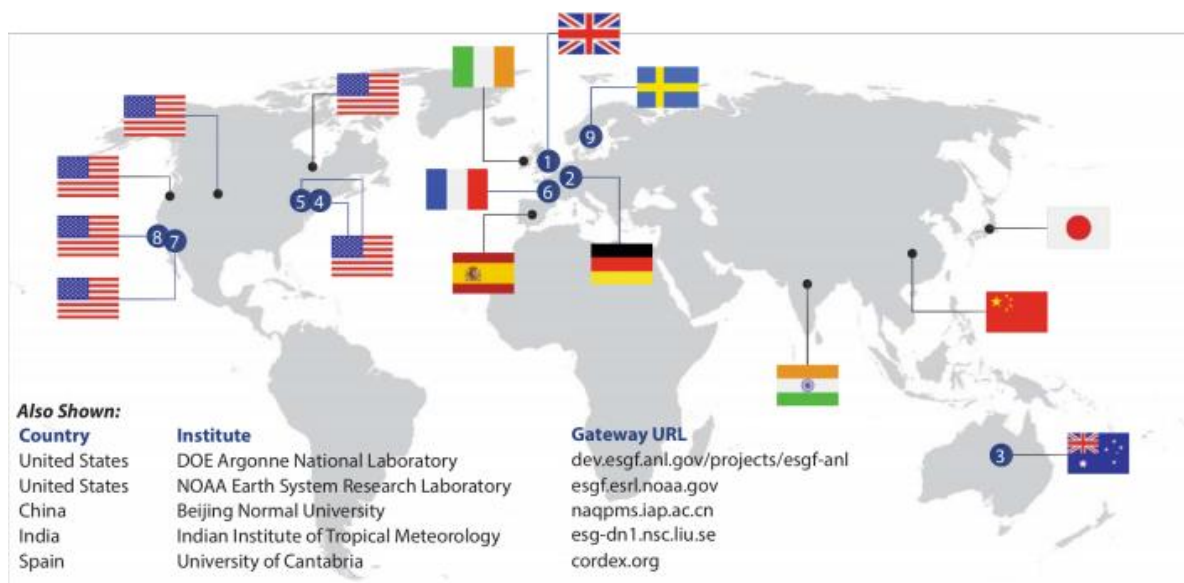 9
1
2
6
5 4
8 7
3
Also Shown:
Country Institute Gateway URL
United States DOE Argonne National Laboratory dev.esgf.anl.gov/projects/esgf-anl
United States NOAA Earth System Research Laboratory esgf.esrl.noaa.gov
China Beijing Normal University naqpms.iap.ac.cn
India Indian Institute of Tropical Meteorology esg-dn1.nsc.liu.se
Spain University of Cantabria cordex.org